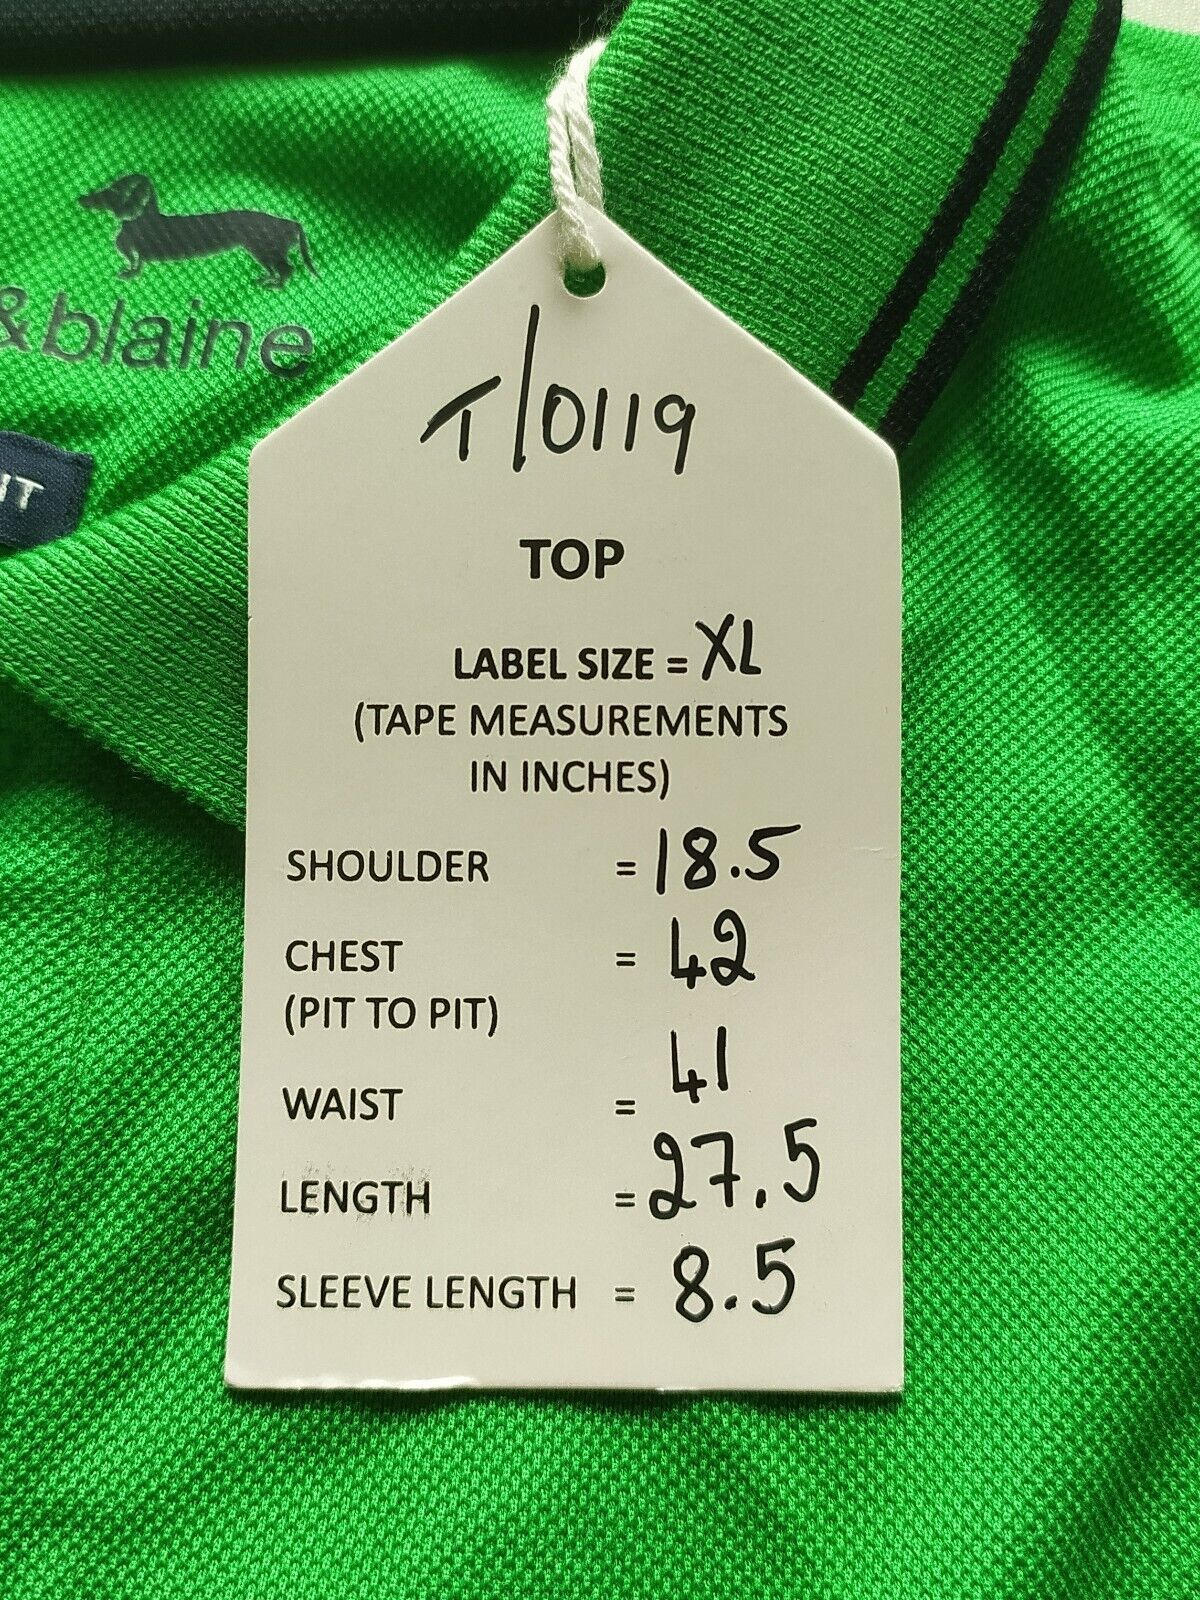 &blaine
T/0119
TOP
LABEL SIZE = XL
(TAPE MEASUREMENTS
IN INCHES)
SHOULDER = 18.5
CHEST = 42
(PIT TO PIT)
WAIST = 41
LENGTH = 27.5
SLEEVE LENGTH = 8.5